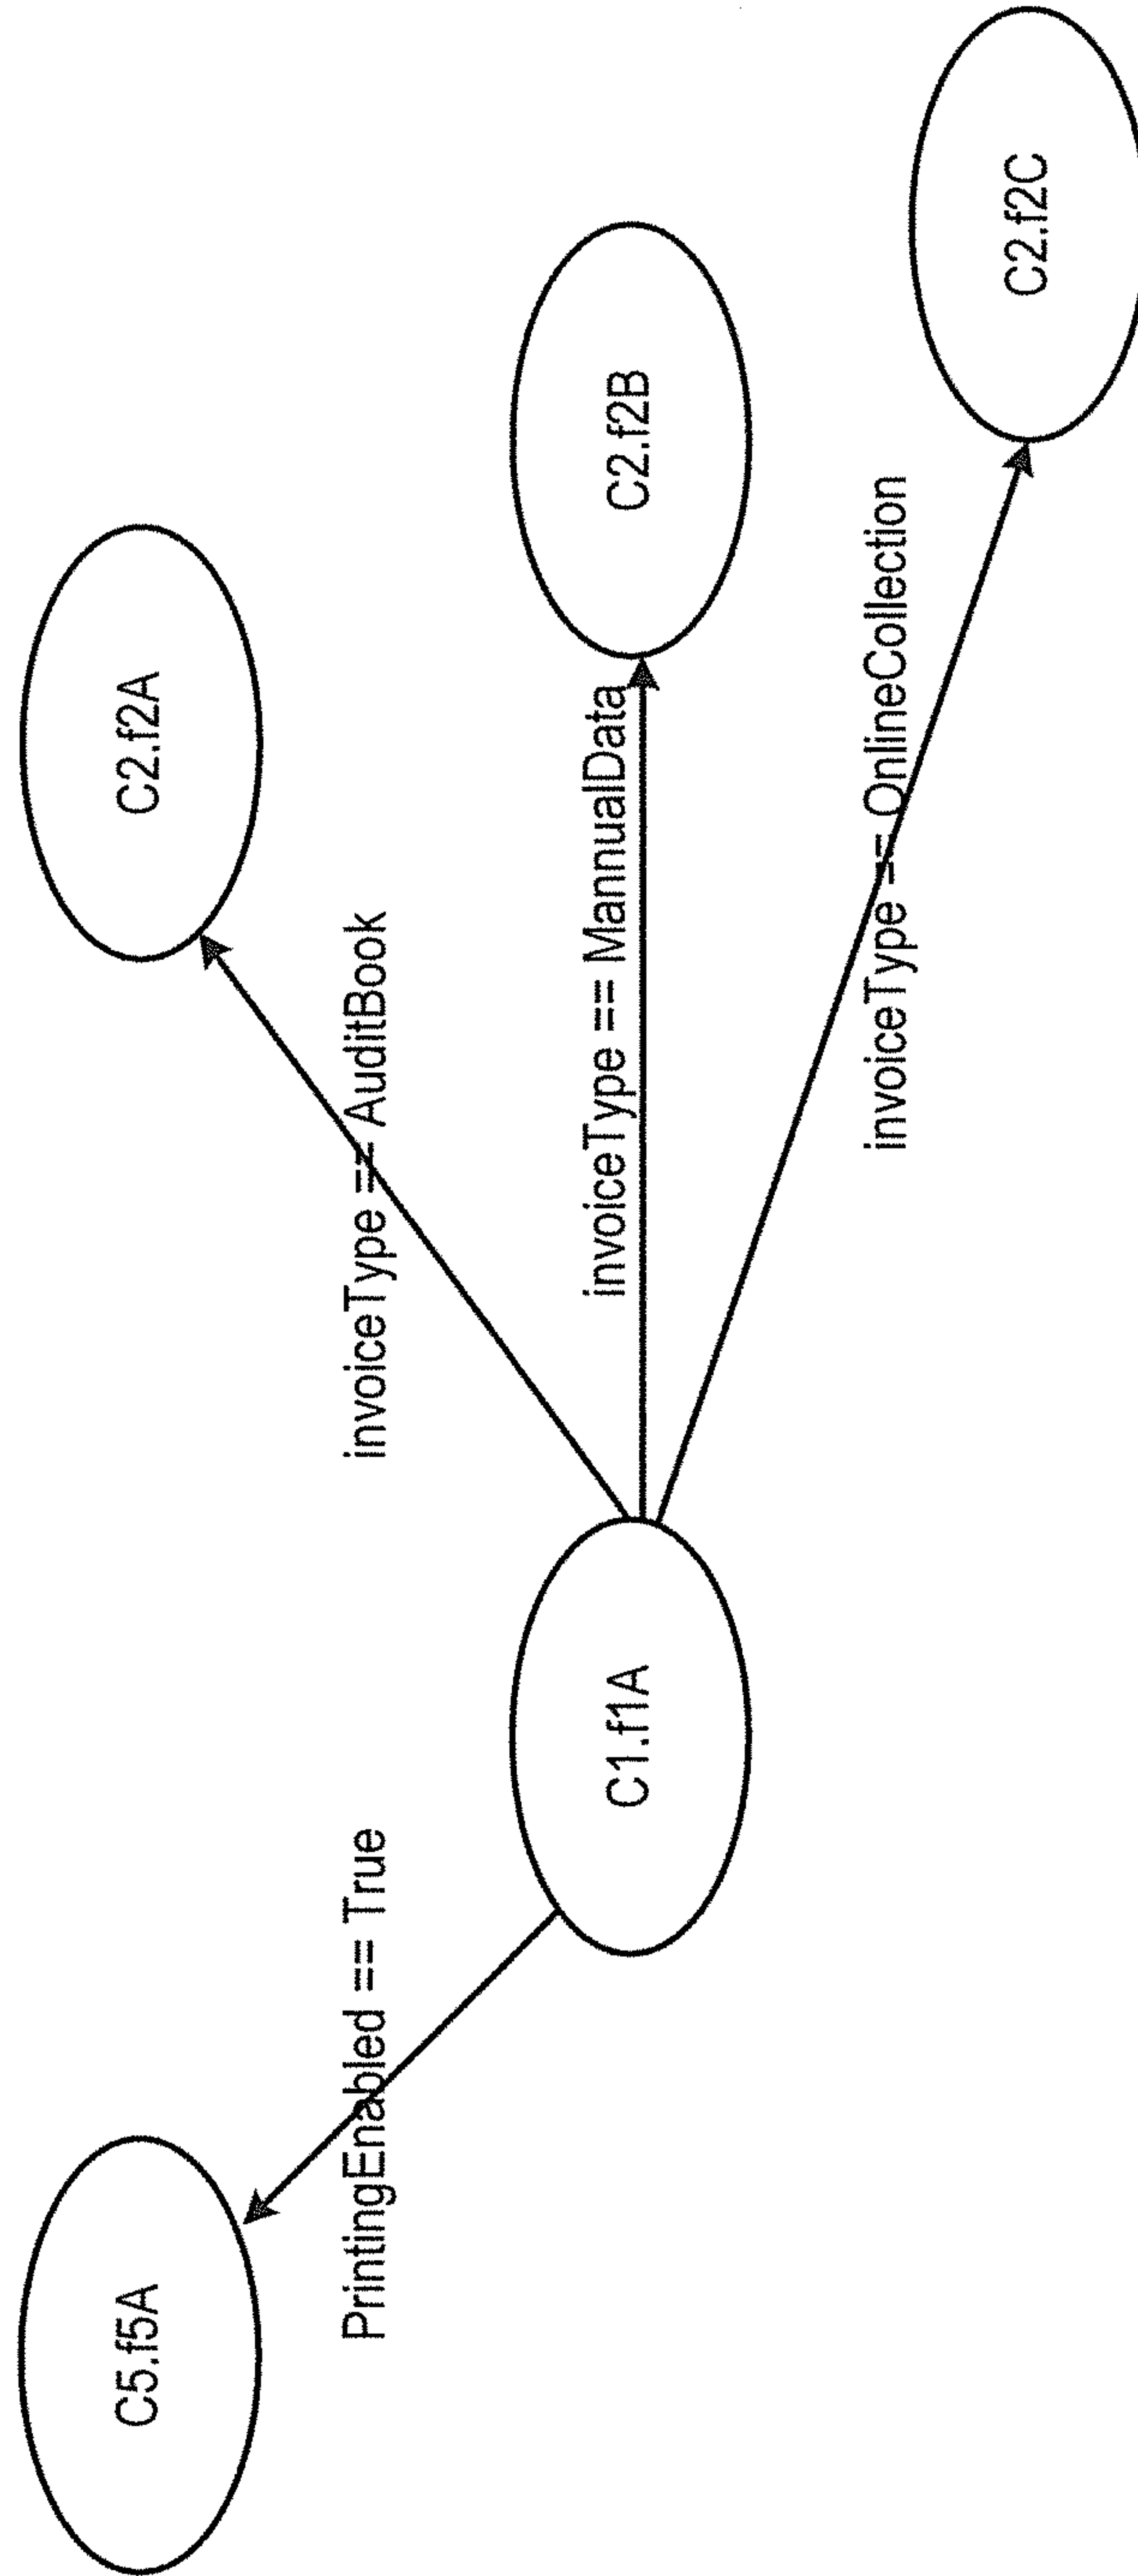 C5.f5A
C2.f2A
PrintingEnabled == True
invoiceType == AuditBook
C1.f1A
invoiceType == MannualData
C2.f2B
invoiceType == OnlineCollection
C2.f2C